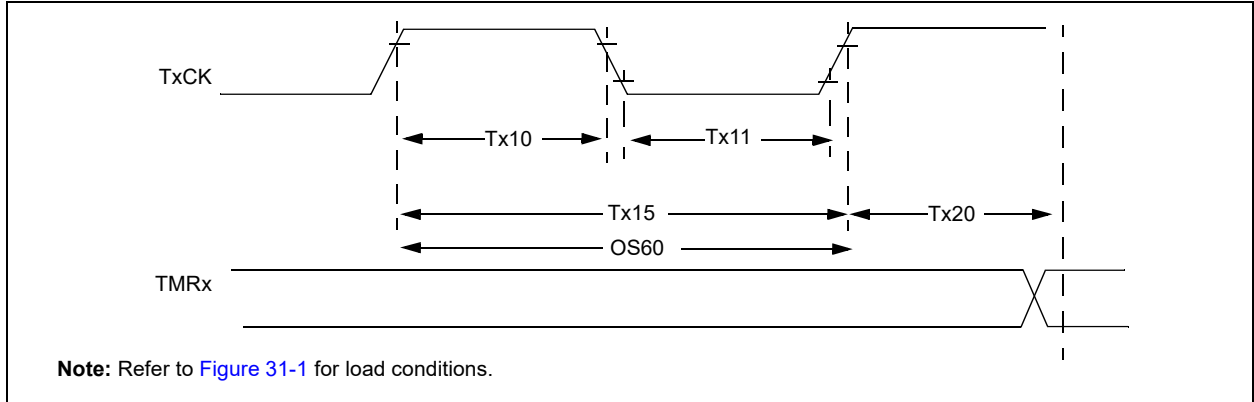 TxCK
Tx10
Tx11
Tx15
Tx20
OS60
TMRx
Note: Refer to Figure 31-1 for load conditions.